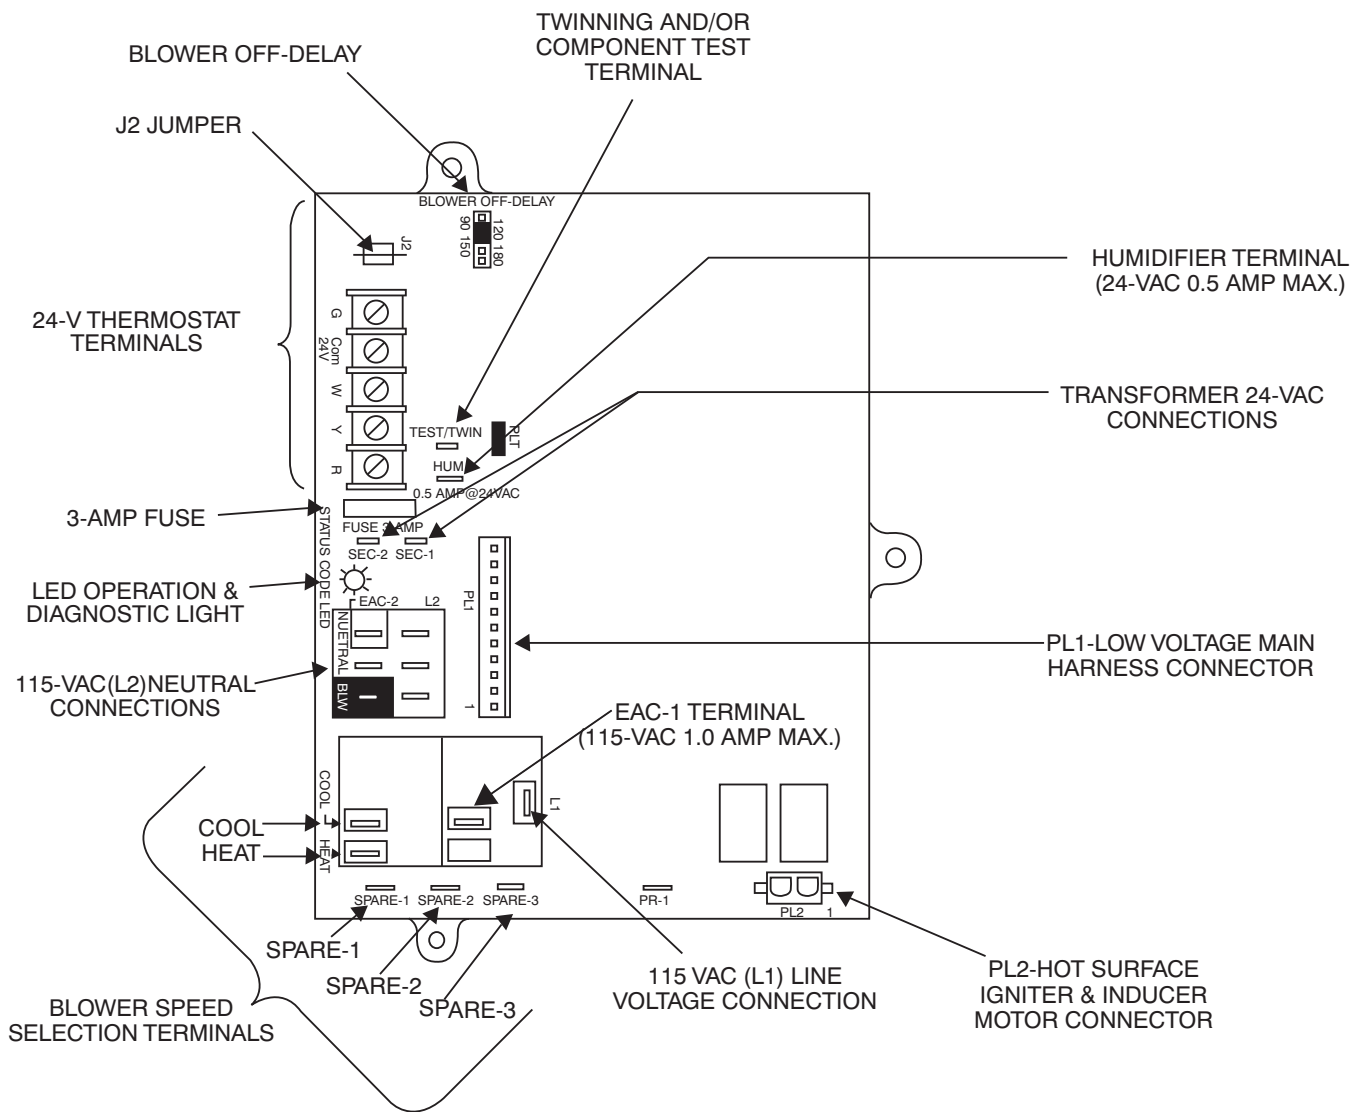 TWINNING AND/OR
COMPONENT TEST
TERMINAL
BLOWER OFF-DELAY
J2 JUMPER
BLOWER OFF-DELAY
90 150
120 180
J2
HUMIDIFIER TERMINAL
(24-VAC 0.5 AMP MAX.)
24-V THERMOSTAT
TERMINALS
G
Com
24V
W
Y
R
TRANSFORMER 24-VAC
CONNECTIONS
TEST/TWIN
PLT
HUM
0.5 AMP@24VAC
3-AMP FUSE
FUSE 3-AMP
STATUS CODE LED
SEC-2 SEC-1
LED OPERATION &
DIAGNOSTIC LIGHT
EAC-2 L2
NUETRAL
BLW
PL1
1
PL1-LOW VOLTAGE MAIN
HARNESS CONNECTOR
115-VAC(L2)NEUTRAL
CONNECTIONS
EAC-1 TERMINAL
(115-VAC 1.0 AMP MAX.)
COOL
HEAT
L1
COOL
HEAT
SPARE-1 SPARE-2 SPARE-3
PR-1
PL2 1
SPARE-1
SPARE-2
SPARE-3
BLOWER SPEED
SELECTION TERMINALS
115 VAC (L1) LINE
VOLTAGE CONNECTION
PL2-HOT SURFACE
IGNITER & INDUCER
MOTOR CONNECTOR